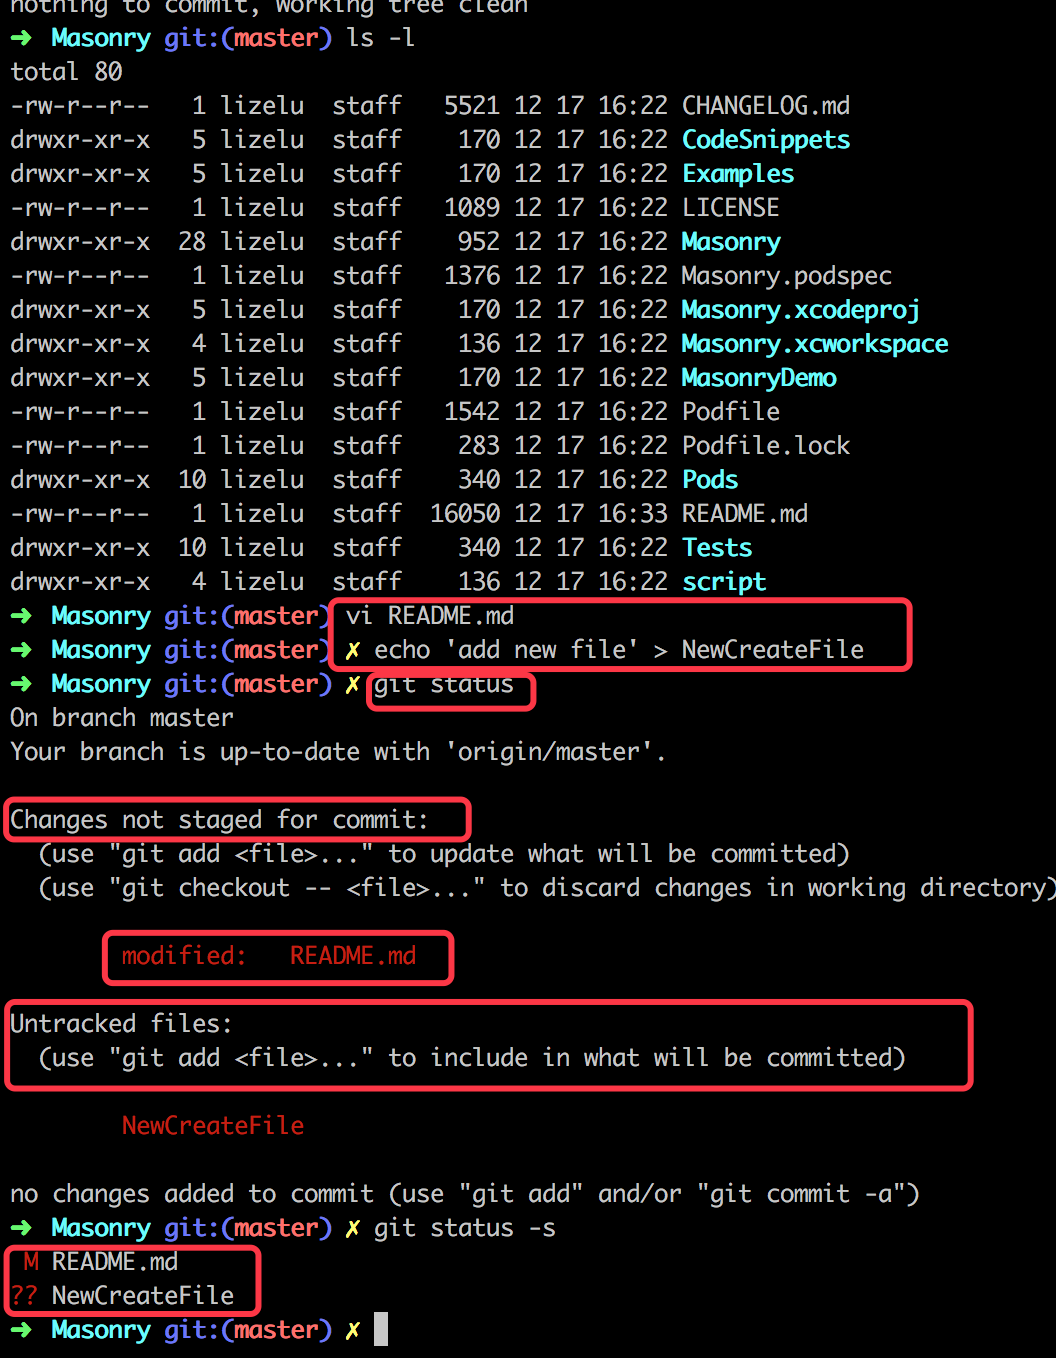 nothing to commit, working tree clean
➜ Masonry git:(master) ls -l
total 80
-rw-r--r-- 1 lizelu staff 5521 12 17 16:22 CHANGELOG.md
drwxr-xr-x 5 lizelu staff 170 12 17 16:22 CodeSnippets
drwxr-xr-x 5 lizelu staff 170 12 17 16:22 Examples
-rw-r--r-- 1 lizelu staff 1089 12 17 16:22 LICENSE
drwxr-xr-x 28 lizelu staff 952 12 17 16:22 Masonry
-rw-r--r-- 1 lizelu staff 1376 12 17 16:22 Masonry.podspec
drwxr-xr-x 5 lizelu staff 170 12 17 16:22 Masonry.xcodeproj
drwxr-xr-x 4 lizelu staff 136 12 17 16:22 Masonry.xcworkspace
drwxr-xr-x 5 lizelu staff 170 12 17 16:22 MasonryDemo
-rw-r--r-- 1 lizelu staff 1542 12 17 16:22 Podfile
-rw-r--r-- 1 lizelu staff 283 12 17 16:22 Podfile.lock
drwxr-xr-x 10 lizelu staff 340 12 17 16:22 Pods
-rw-r--r-- 1 lizelu staff 16050 12 17 16:33 README.md
drwxr-xr-x 10 lizelu staff 340 12 17 16:22 Tests
drwxr-xr-x 4 lizelu staff 136 12 17 16:22 script
➜ Masonry git:(master) vi README.md
➜ Masonry git:(master) ✗ echo 'add new file' > NewCreateFile
➜ Masonry git:(master) ✗ git status
On branch master
Your branch is up-to-date with 'origin/master'.
Changes not staged for commit:
(use "git add <file>..." to update what will be committed)
(use "git checkout -- <file>..." to discard changes in working directory)
modified: README.md
Untracked files:
(use "git add <file>..." to include in what will be committed)
NewCreateFile
no changes added to commit (use "git add" and/or "git commit -a")
➜ Masonry git:(master) ✗ git status -s
M README.md
?? NewCreateFile
➜ Masonry git:(master) ✗